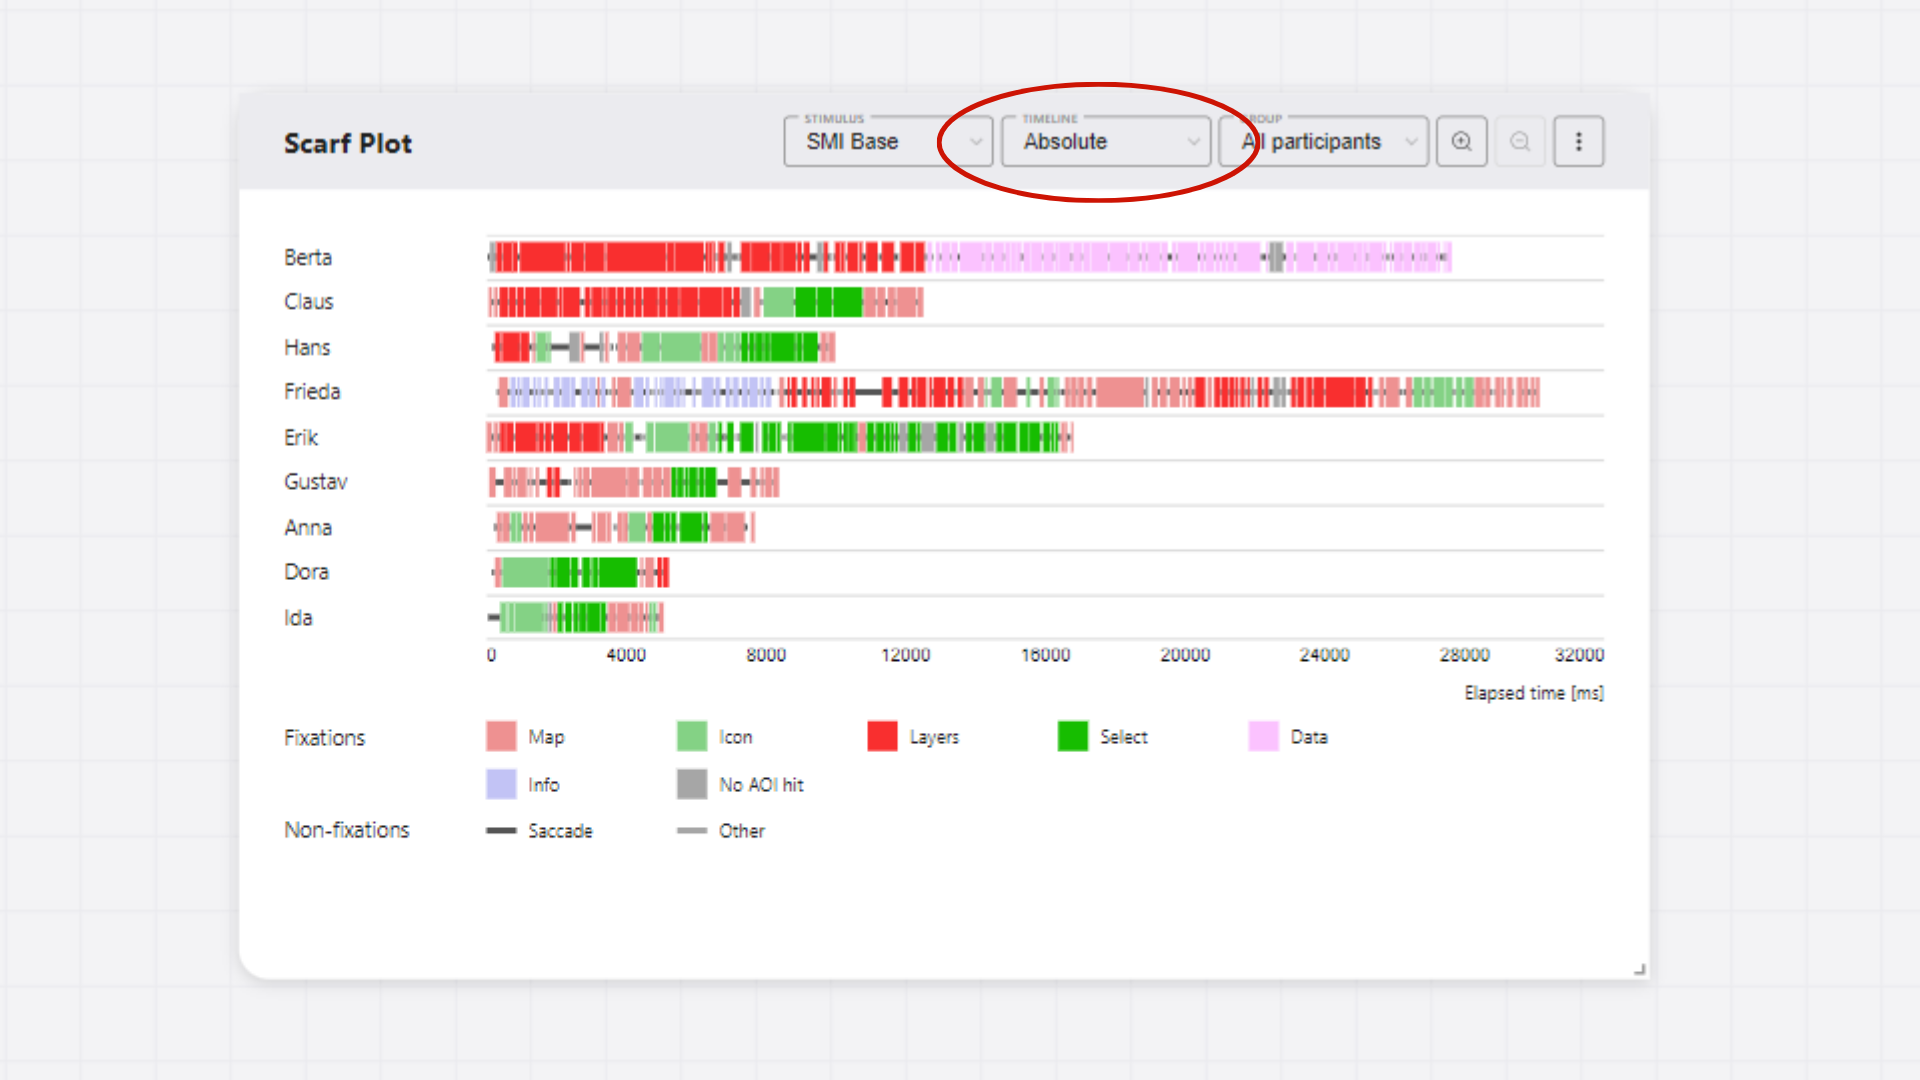 STIMULUS TIMELINE GROUP
Scarf Plot SMI Base Absolute All participants
Berta
Claus
Hans
Frieda
Erik
Gustav
Anna
Dora
Ida
0 4000 8000 12000 16000 20000 24000 28000 32000
Elapsed time [ms]
Fixations Map Icon Layers Select Data
Info No AOI hit
Non-fixations Saccade Other